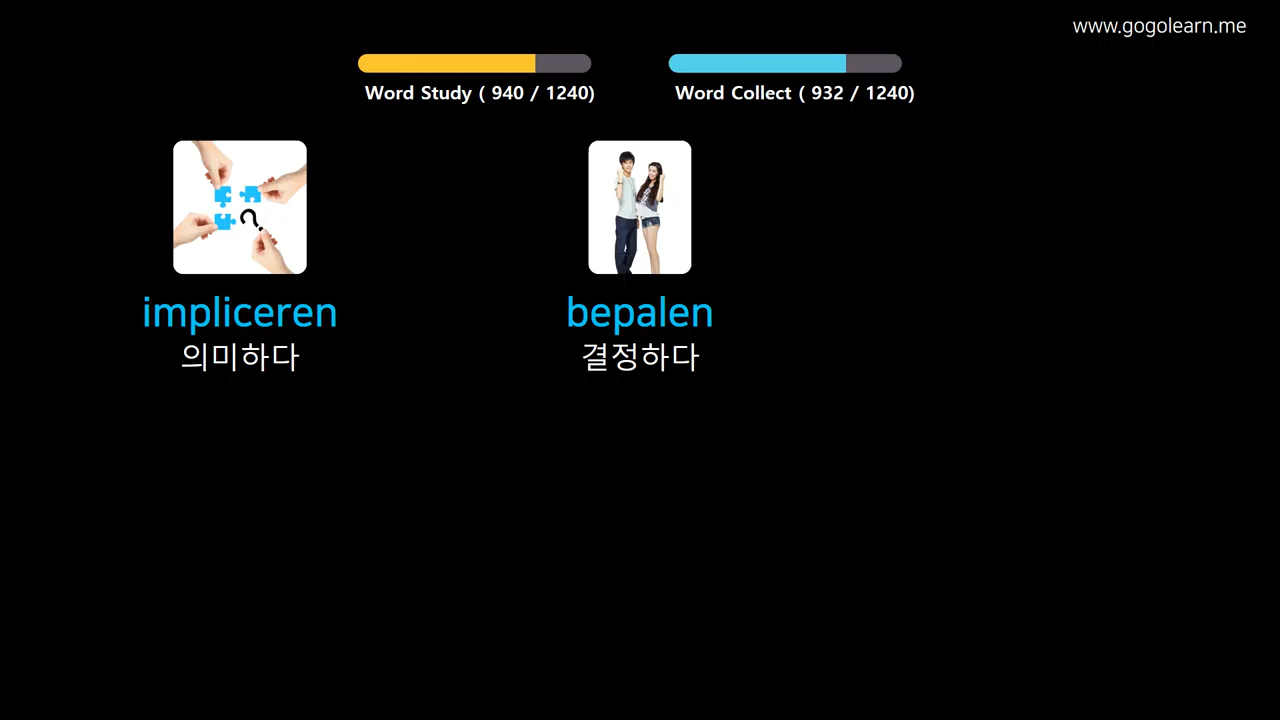 www.gogolearn.me
Word Study ( 940 / 1240)
Word Collect ( 932 / 1240)
impliceren
의미하다
bepalen
결정하다